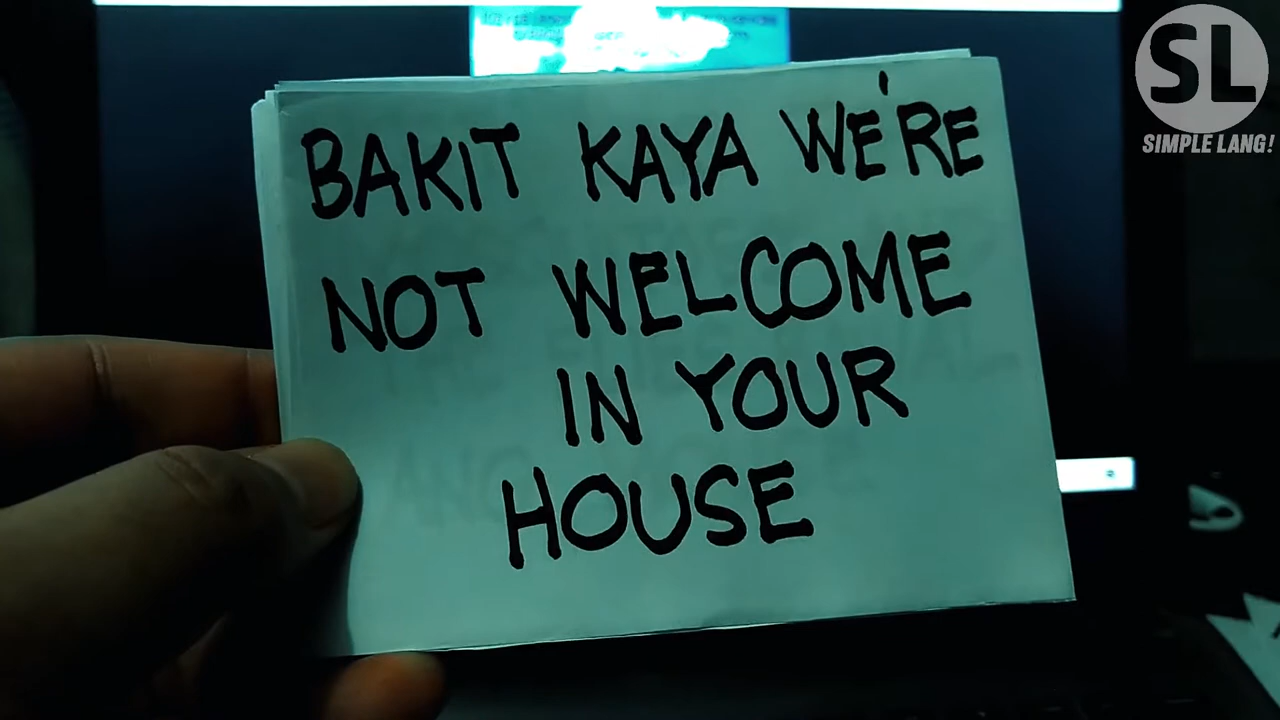 SL
SIMPLE LANG!
BAKIT KAYA WE'RE
NOT WELCOME
IN YOUR
HOUSE